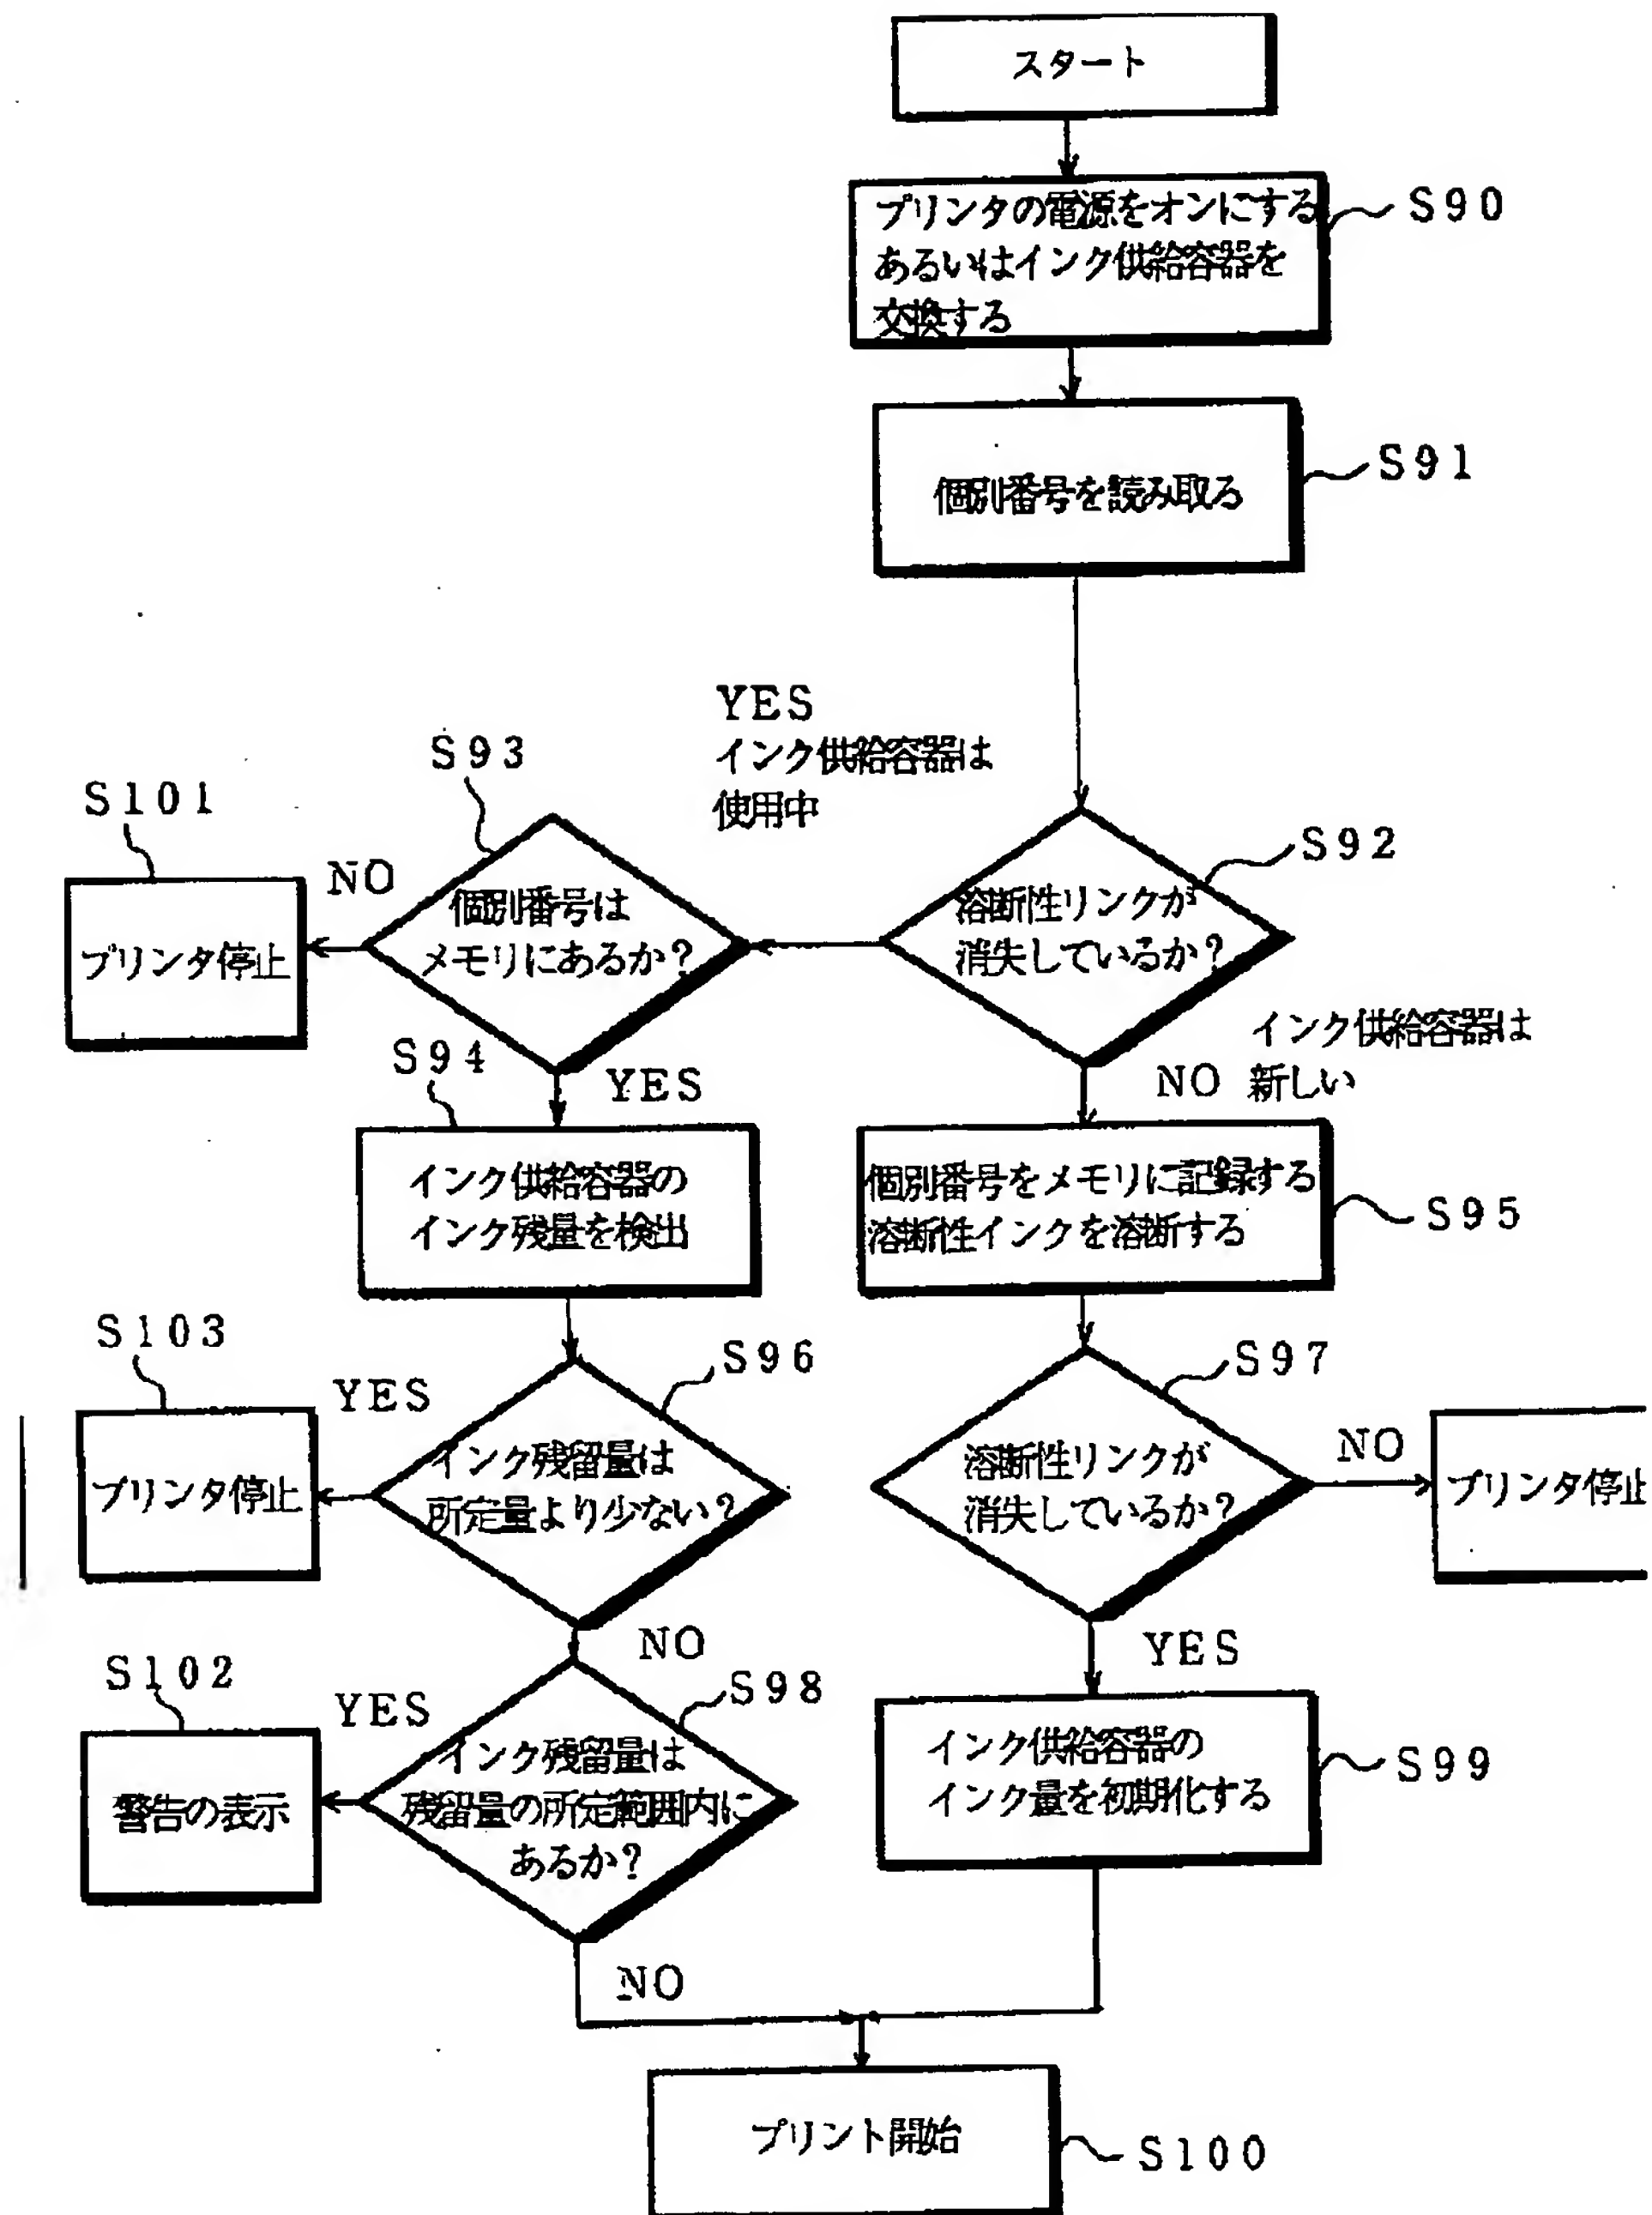 スタート
プリンタの電源をオンにする
あるいはインク供給容器を
交換する
S90
個別番号を読み取る
S91
YES
インク供給容器は
使用中
S93
S101
NO
個別番号は
メモリにあるか?
プリンタ停止
S92
溶断性リンクが
消失しているか?
インク供給容器は
NO 新しい
S94
YES
インク供給容器の
インク残量を検出
個別番号をメモリに記録する
溶断性インクを溶断する
S95
S103
YES
S96
インク残留量は
所定量より少ない?
プリンタ停止
S97
溶断性リンクが
消失しているか?
NO
プリンタ停止
NO
YES
S102
YES
S98
インク残留量は
残留量の所定範囲内に
あるか?
警告の表示
インク供給容器の
インク量を初期化する
S99
NO
プリント開始
S100